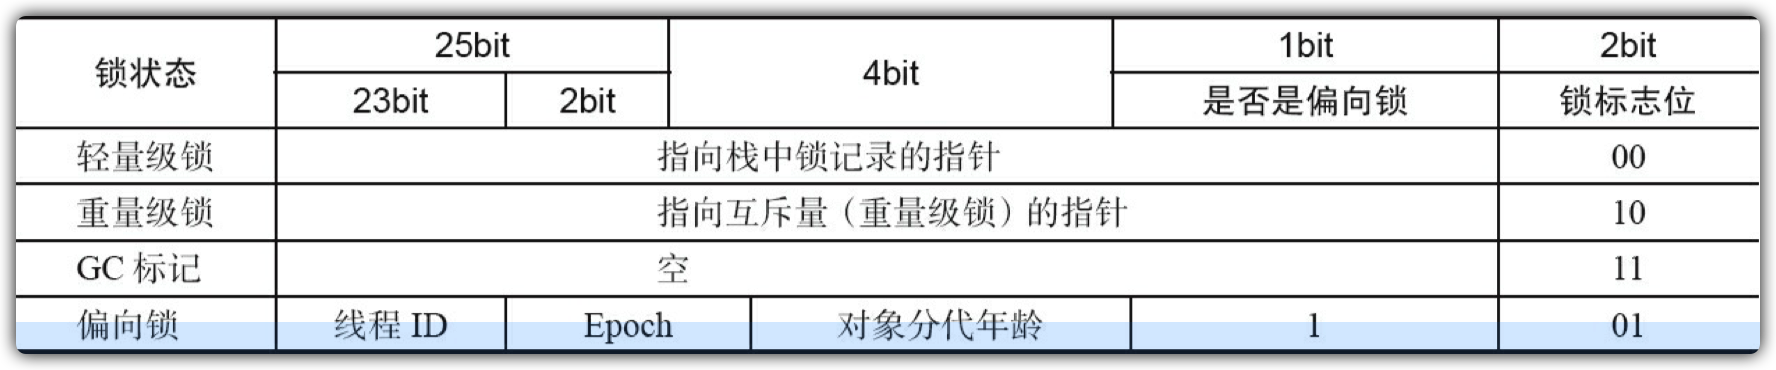 锁状态 25bit 4bit 1bit 2bit
23bit 2bit 是否是偏向锁 锁标志位
轻量级锁 指向栈中锁记录的指针 00
重量级锁 指向互斥量（重量级锁）的指针 10
GC 标记 空 11
偏向锁 线程 ID Epoch 对象分代年龄 1 01